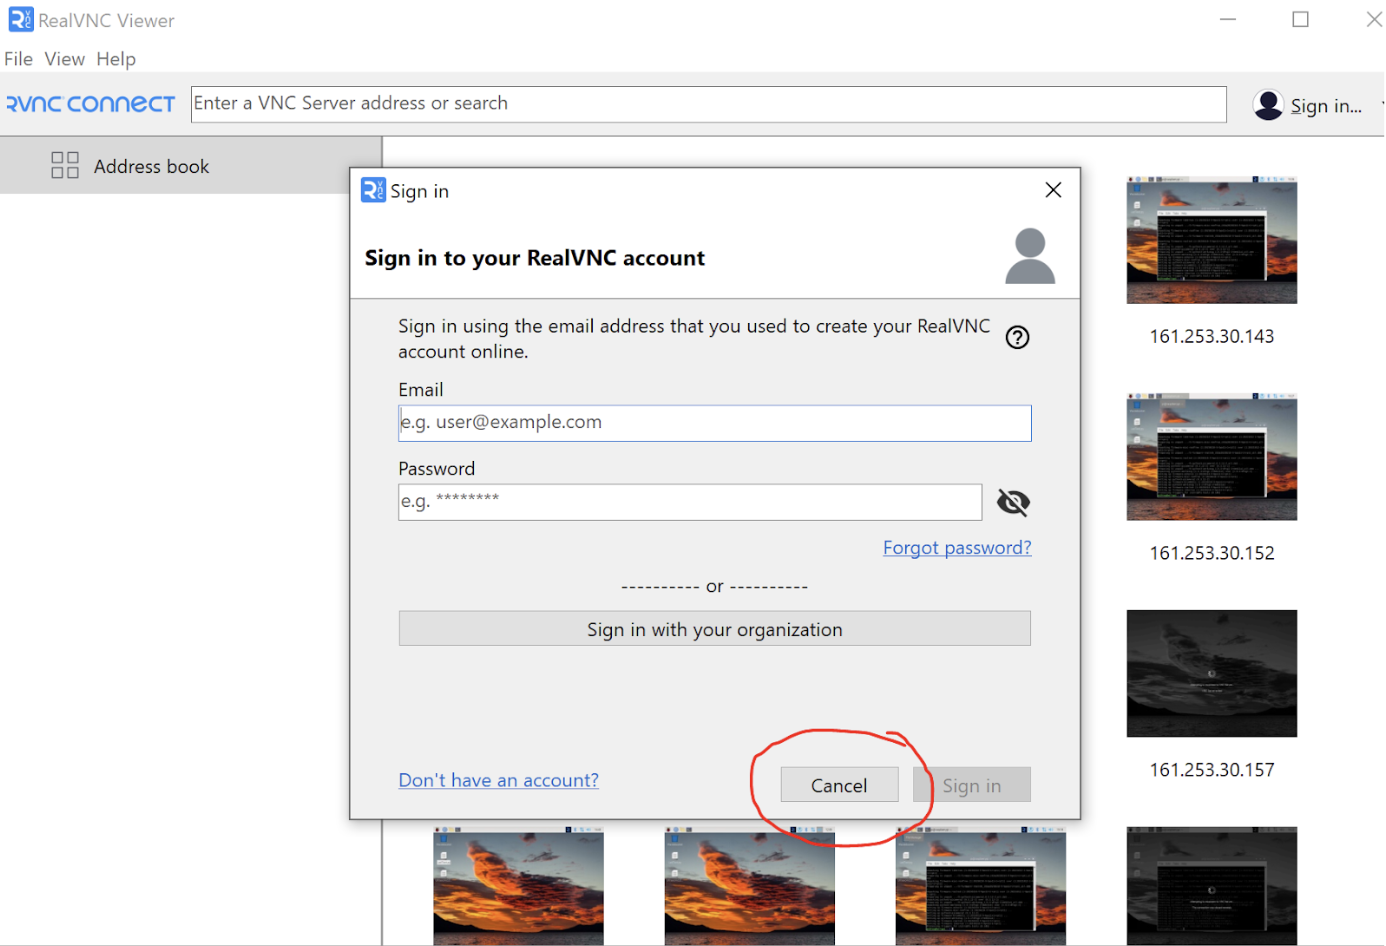 RealVNC Viewer
File View Help
RVNC CONNECT
Enter a VNC Server address or search
Sign in...
Address book
Sign in
Sign in to your RealVNC account
Sign in using the email address that you used to create your RealVNC
account online.
Email
e.g. user@example.com
Password
e.g. ********
Forgot password?
---------- or ----------
Sign in with your organization
Don't have an account?
Cancel
Sign in
161.253.30.143
161.253.30.152
161.253.30.157